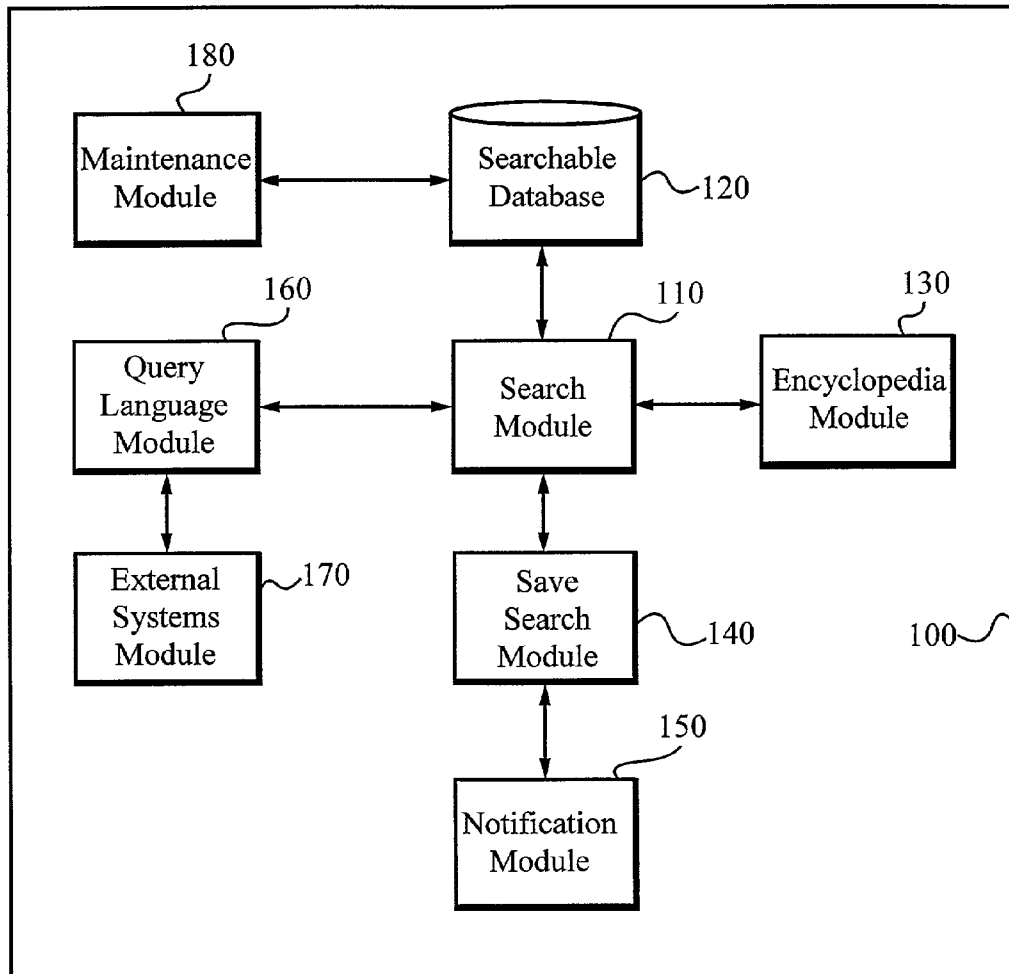 180
Maintenance
Module
Searchable
Database
120
160
110
130
Query
Language
Module
Search
Module
Encyclopedia
Module
External
Systems
Module
170
Save
Search
Module
140
100
150
Notification
Module